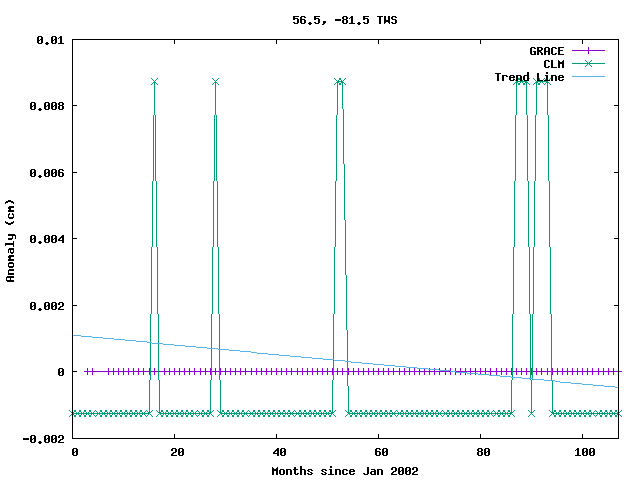 56.5, -81.5 TWS
GRACE
CLM
Trend Line
0.01
0.008
0.006
0.004
0.002
0
-0.002
Anomaly (cm)
0 20 40 60 80 100
Months since Jan 2002